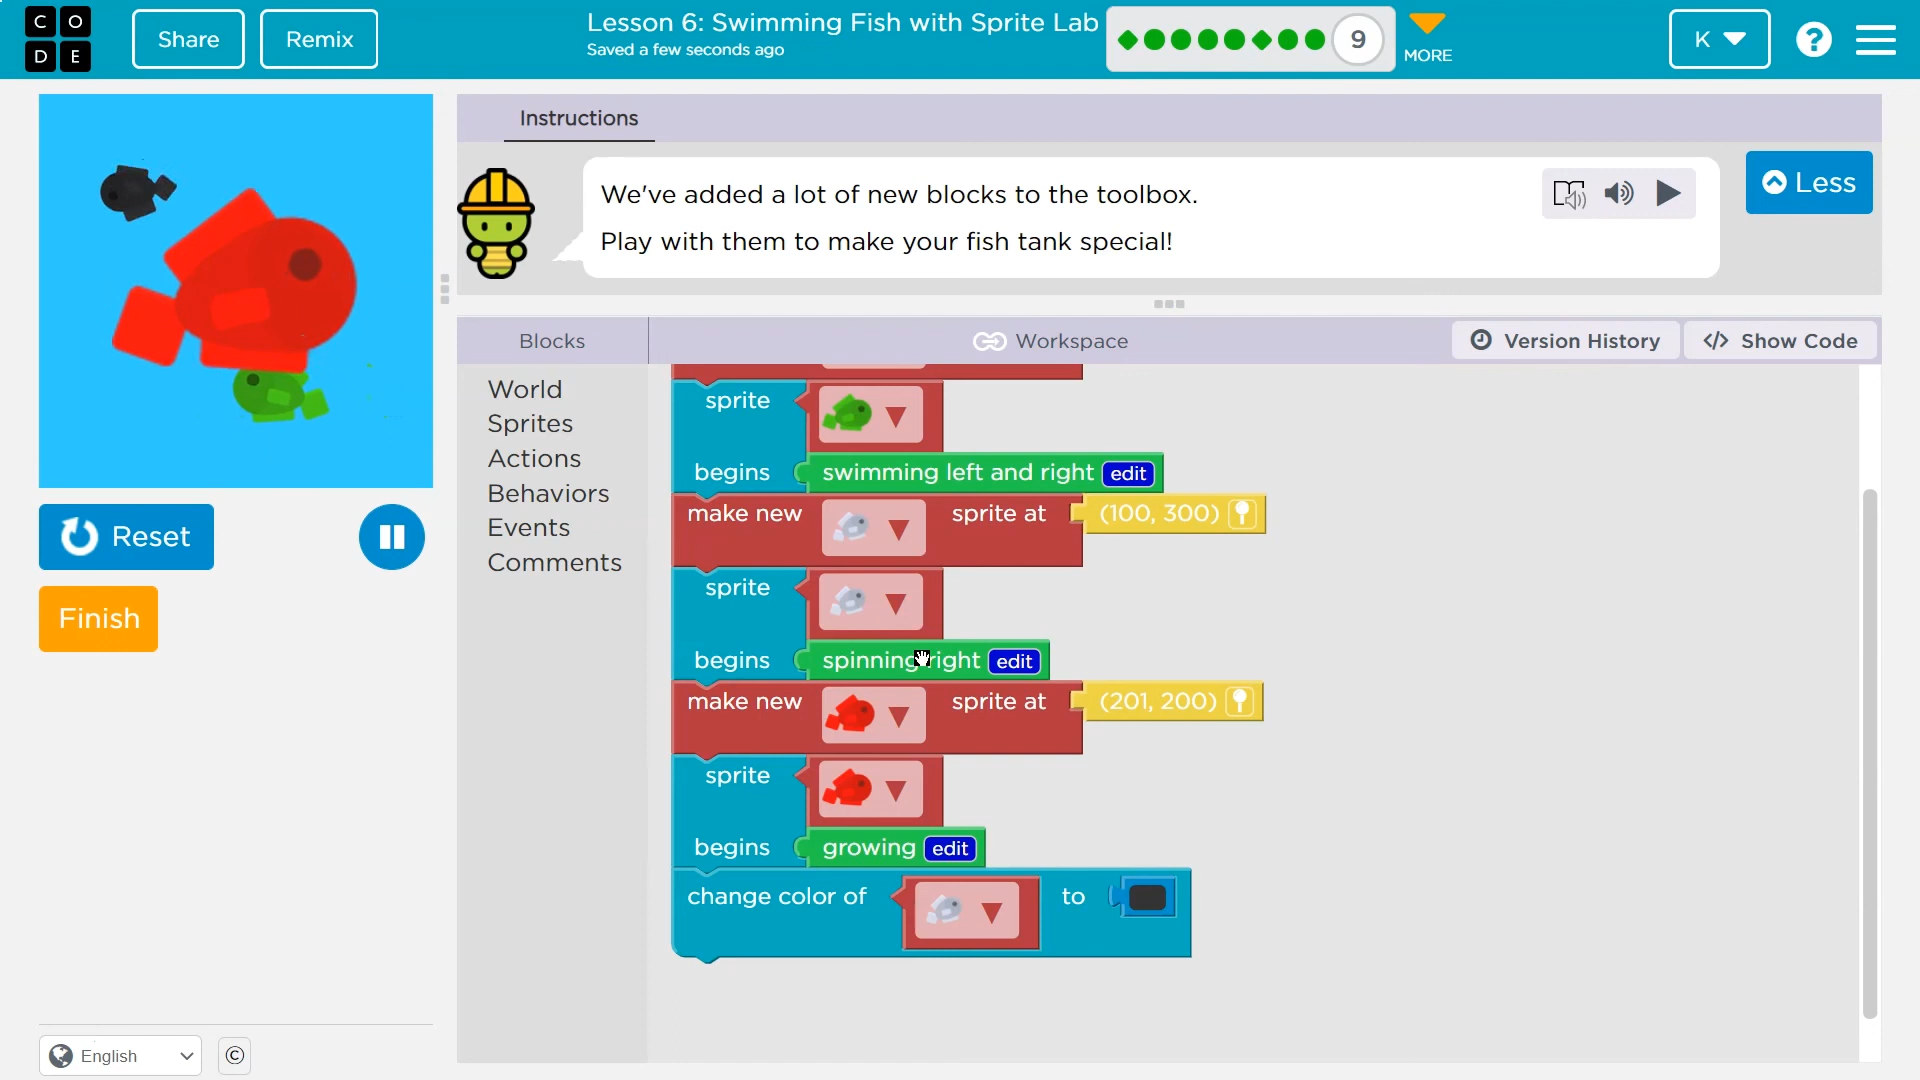 C O
D E
Share
Remix
Lesson 6: Swimming Fish with Sprite Lab
Saved a few seconds ago
9
MORE
K
?
Instructions
We've added a lot of new blocks to the toolbox.
Play with them to make your fish tank special!
Less
Blocks
Workspace
Version History
</> Show Code
World
Sprites
Actions
Behaviors
Events
Comments
sprite
begins swimming left and right edit
make new sprite at (100, 300)
sprite
begins spinning right edit
make new sprite at (201, 200)
sprite
begins growing edit
change color of to
Reset
Finish
English
©